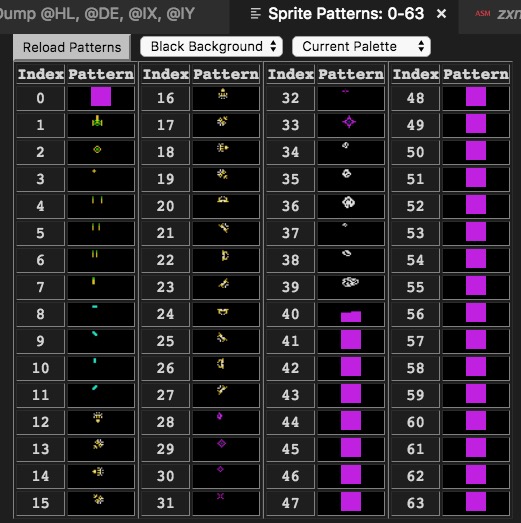 Dump @HL, @DE, @IX, @IY
Sprite Patterns: 0-63 ×
ASM zxn
Reload Patterns
Black Background
Current Palette
Index Pattern Index Pattern Index Pattern Index Pattern
0 16 32 48
1 17 33 49
2 18 34 50
3 19 35 51
4 20 36 52
5 21 37 53
6 22 38 54
7 23 39 55
8 24 40 56
9 25 41 57
10 26 42 58
11 27 43 59
12 28 44 60
13 29 45 61
14 30 46 62
15 31 47 63